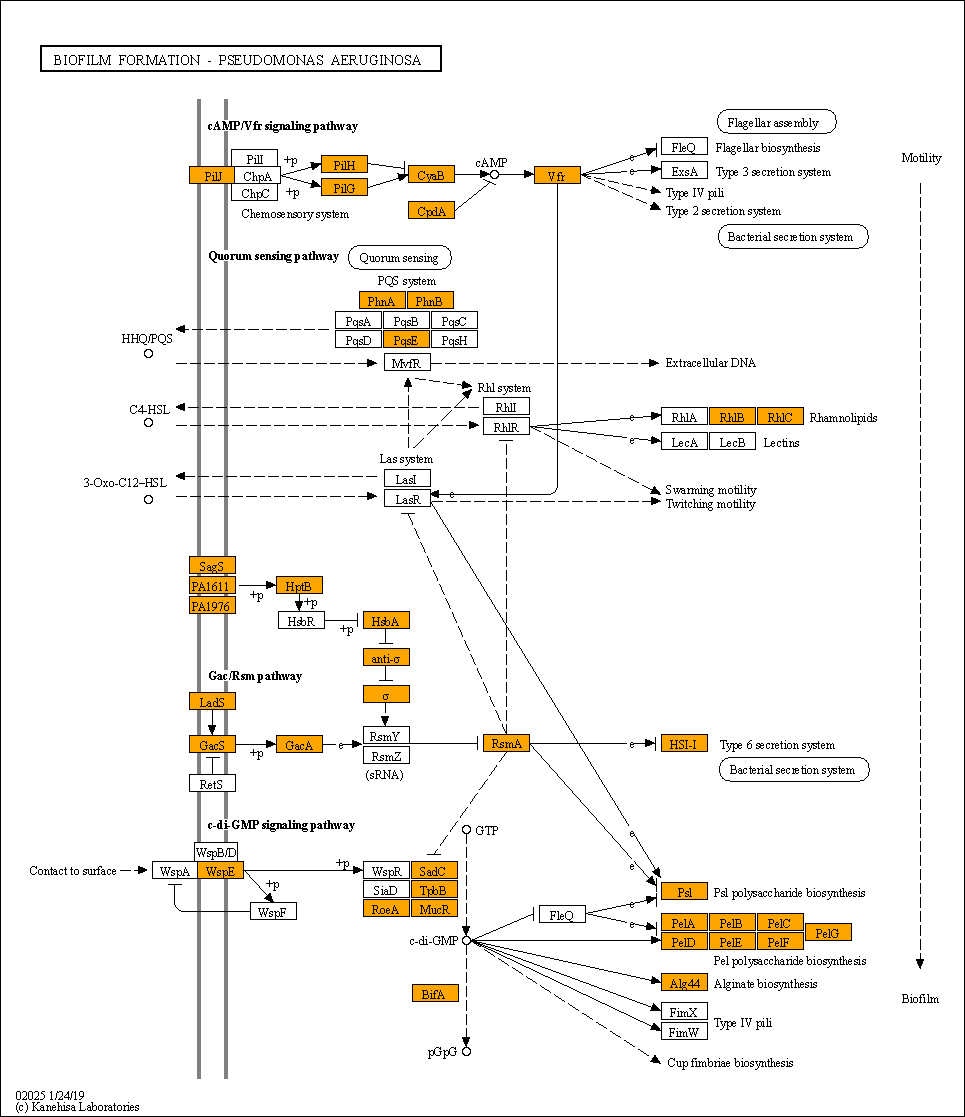 BIOFILM FORMATION - PSEUDOMONAS AERUGINOSA
cAMP/Vfr signaling pathway
Flagellar assembly
PilJ
PilI
ChpA
ChpC
+p
+p
PilH
PilG
CyaB
CpdA
cAMP
Vfr
e
e
FleQ
Flagellar biosynthesis
ExsA
Type 3 secretion system
Type IV pili
Type 2 secretion system
Motility
Chemosensory system
Bacterial secretion system
Quorum sensing pathway
Quorum sensing
PQS system
PhnA
PhnB
PqsA
PqsB
PqsC
PqsD
PqsE
PqsH
HHQ/PQS
MvfR
Extracellular DNA
Rhl system
C4-HSL
RhlI
RhlR
e
e
RhlA
RhlB
RhlC
Rhamnolipids
LecA
LecB
Lectins
Las system
3-Oxo-C12-HSL
LasI
LasR
e
Swarming motility
Twitching motility
SagS
PA1611
PA1976
+p
HptB
+p
HsbR
+p
HsbA
anti-σ
σ
Gac/Rsm pathway
LadS
GacS
+p
GacA
e
RsmY
RsmZ
(sRNA)
RsmA
e
HSI-I
Type 6 secretion system
RetS
Bacterial secretion system
c-di-GMP signaling pathway
GTP
e
Contact to surface
WspB/D
WspA
WspE
+p
+p
WspF
WspR
SadC
SiaD
TpbB
RoeA
MucR
e
Psl
Psl polysaccharide biosynthesis
FleQ
e
e
PelA
PelB
PelC
PelD
PelE
PelF
PelG
Pel polysaccharide biosynthesis
c-di-GMP
Alg44
Alginate biosynthesis
BifA
FimX
FimW
Type IV pili
Biofilm
pGpG
Cup fimbriae biosynthesis
02025 1/24/19
(c) Kanehisa Laboratories